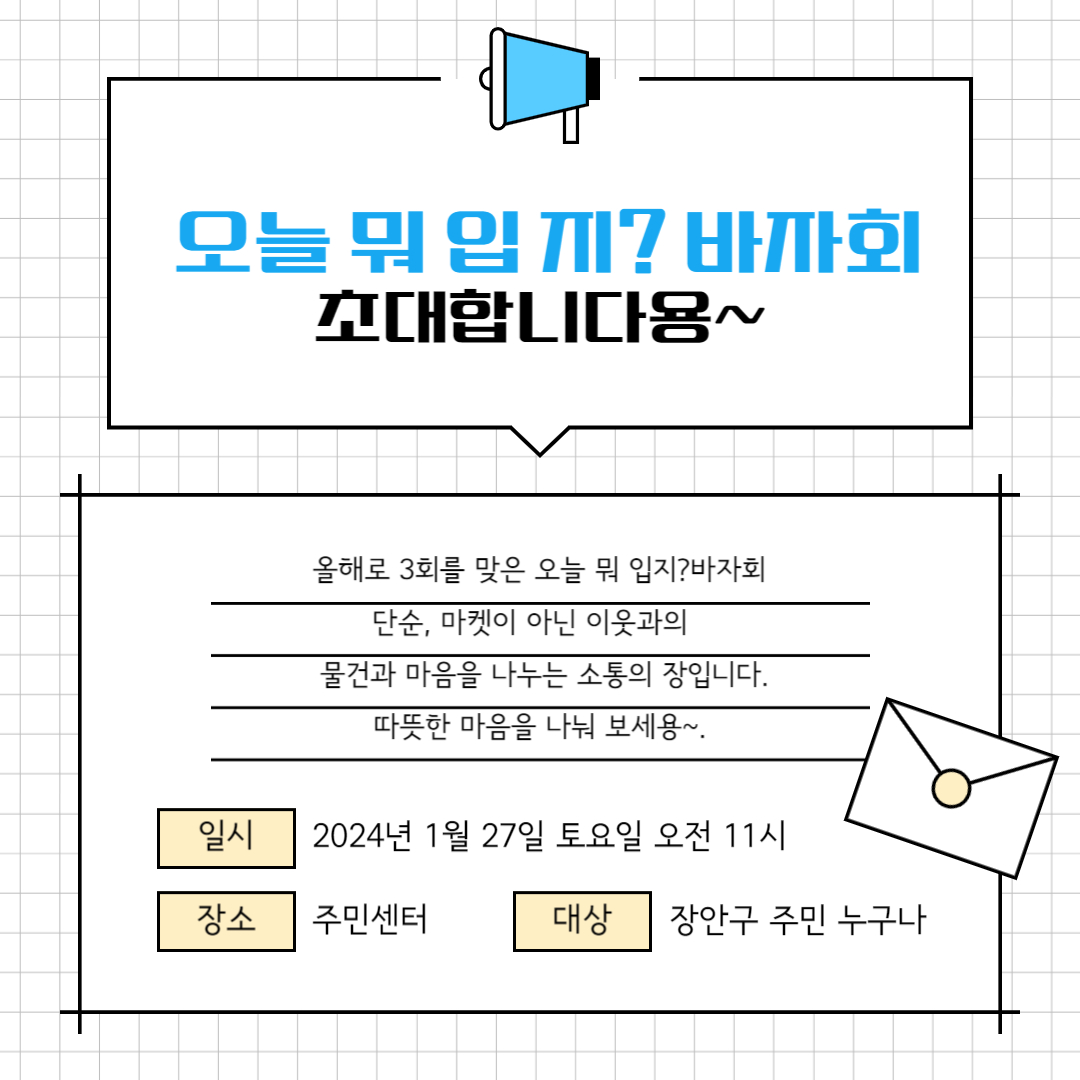 오늘 뭐 입 지? 바자회
초대합니다용~
올해로 3회를 맞은 오늘 뭐 입지?바자회
단순, 마켓이 아닌 이웃과의
물건과 마음을 나누는 소통의 장입니다.
따뜻한 마음을 나눠 보세용~.
일시 2024년 1월 27일 토요일 오전 11시
장소 주민센터 대상 장안구 주민 누구나